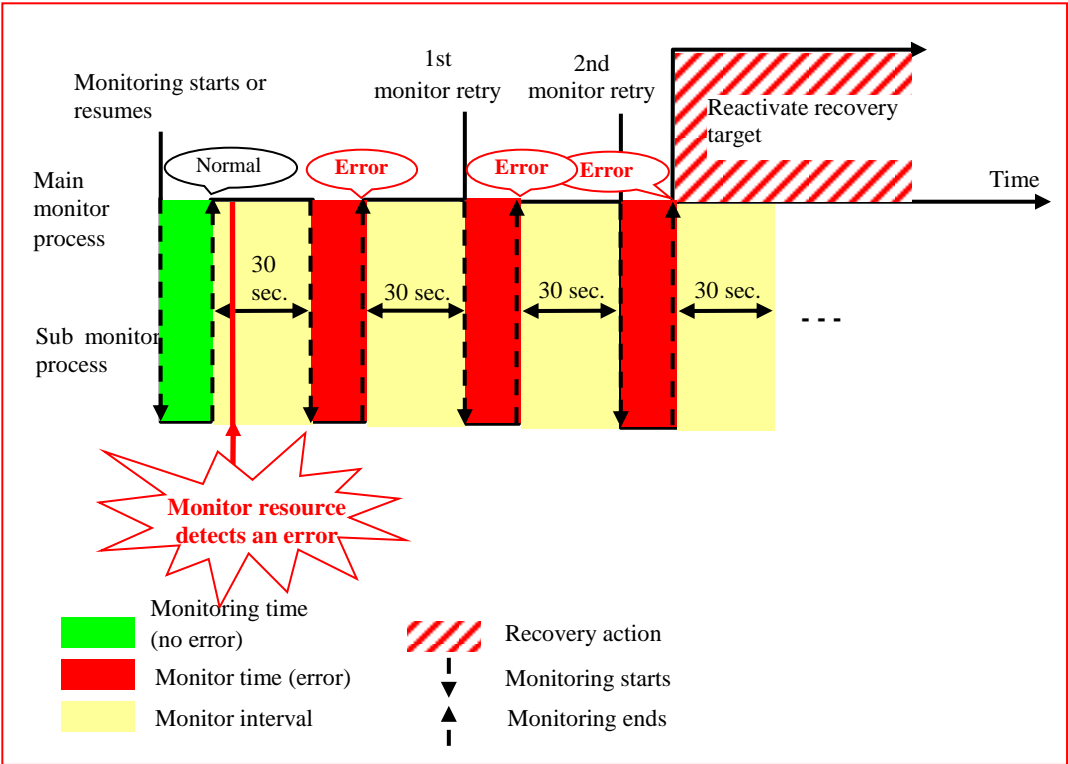 1st
monitor retry
2nd
monitor retry
Monitoring starts or
resumes
Reactivate recovery
target
Normal
Error
Error
Error
Time
Main
monitor
process
30
sec.
30 sec.
30 sec.
30 sec.
- - -
Sub monitor
process
Monitor resource
detects an error
Monitoring time
(no error)
Monitor time (error)
Monitor interval
Recovery action
Monitoring starts
Monitoring ends